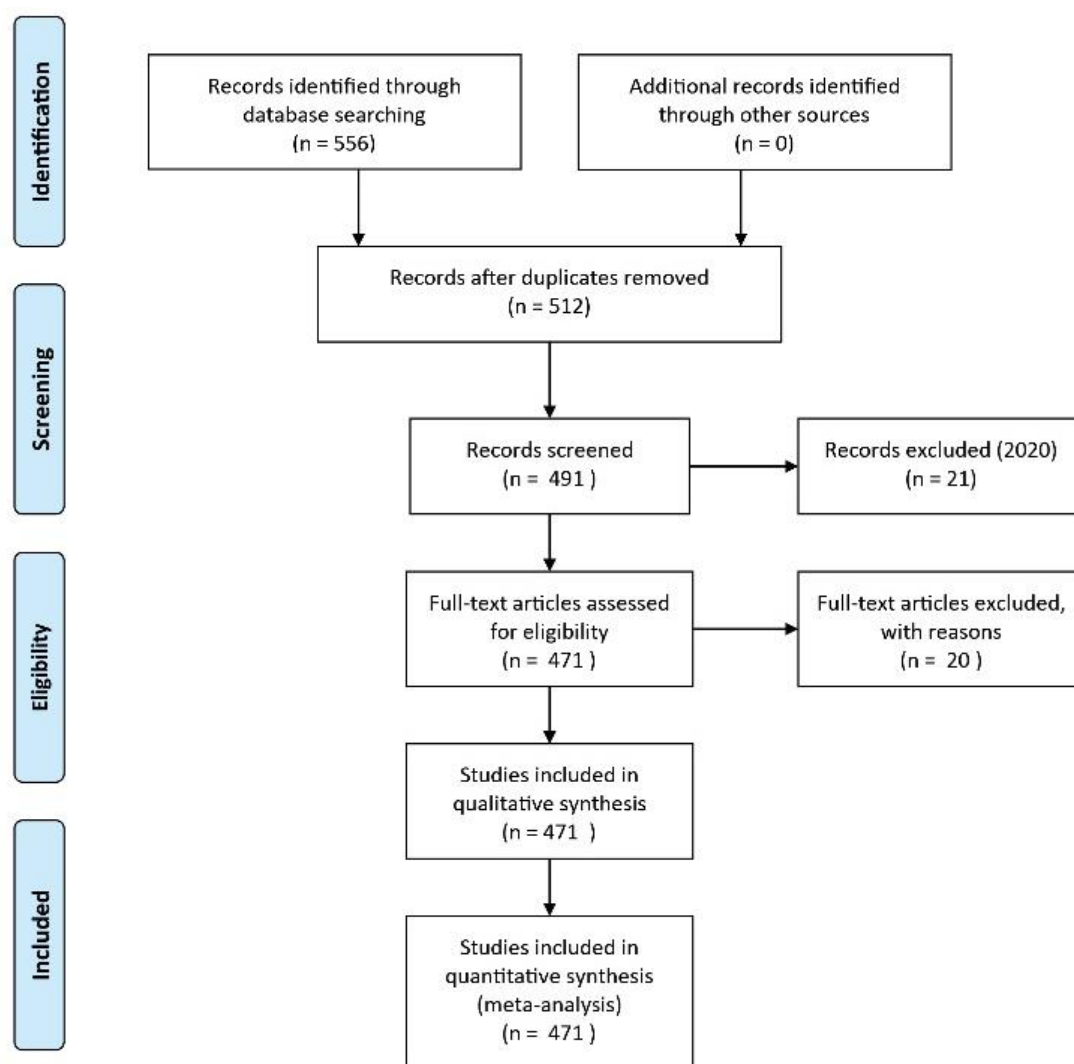 Identification
Records identified through
database searching
(n = 556)
Additional records identified
through other sources
(n = 0)
Records after duplicates removed
(n = 512)
Screening
Records screened
(n = 491 )
Records excluded (2020)
(n = 21)
Eligibility
Full-text articles assessed
for eligibility
(n = 471 )
Full-text articles excluded,
with reasons
(n = 20 )
Studies included in
qualitative synthesis
(n = 471 )
Included
Studies included in
quantitative synthesis
(meta-analysis)
(n = 471 )